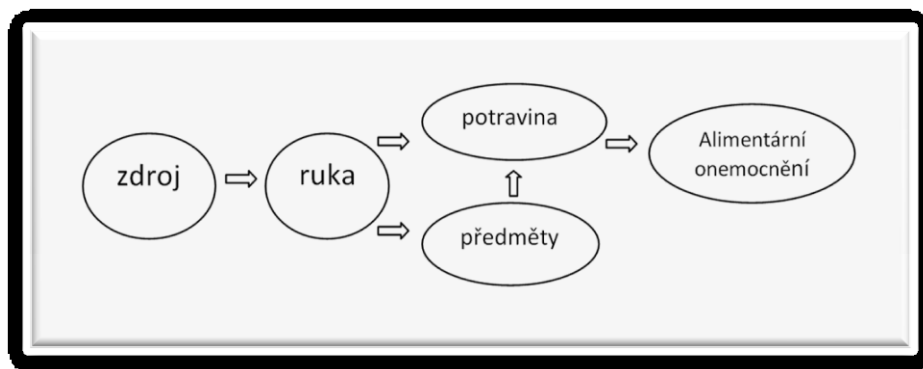 zdroj
ruka
potravina
předměty
Alimentární
onemocnění